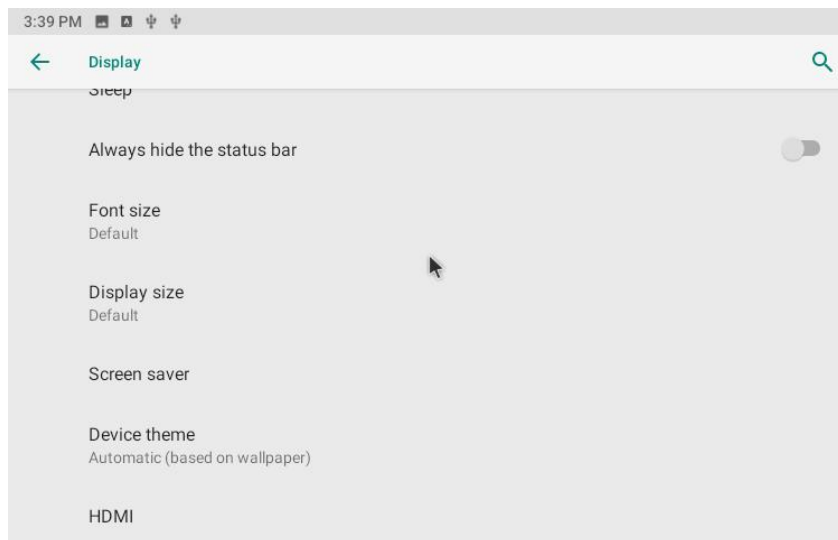 3:39 PM
Display
Sleep
Always hide the status bar
Font size
Default
Display size
Default
Screen saver
Device theme
Automatic (based on wallpaper)
HDMI